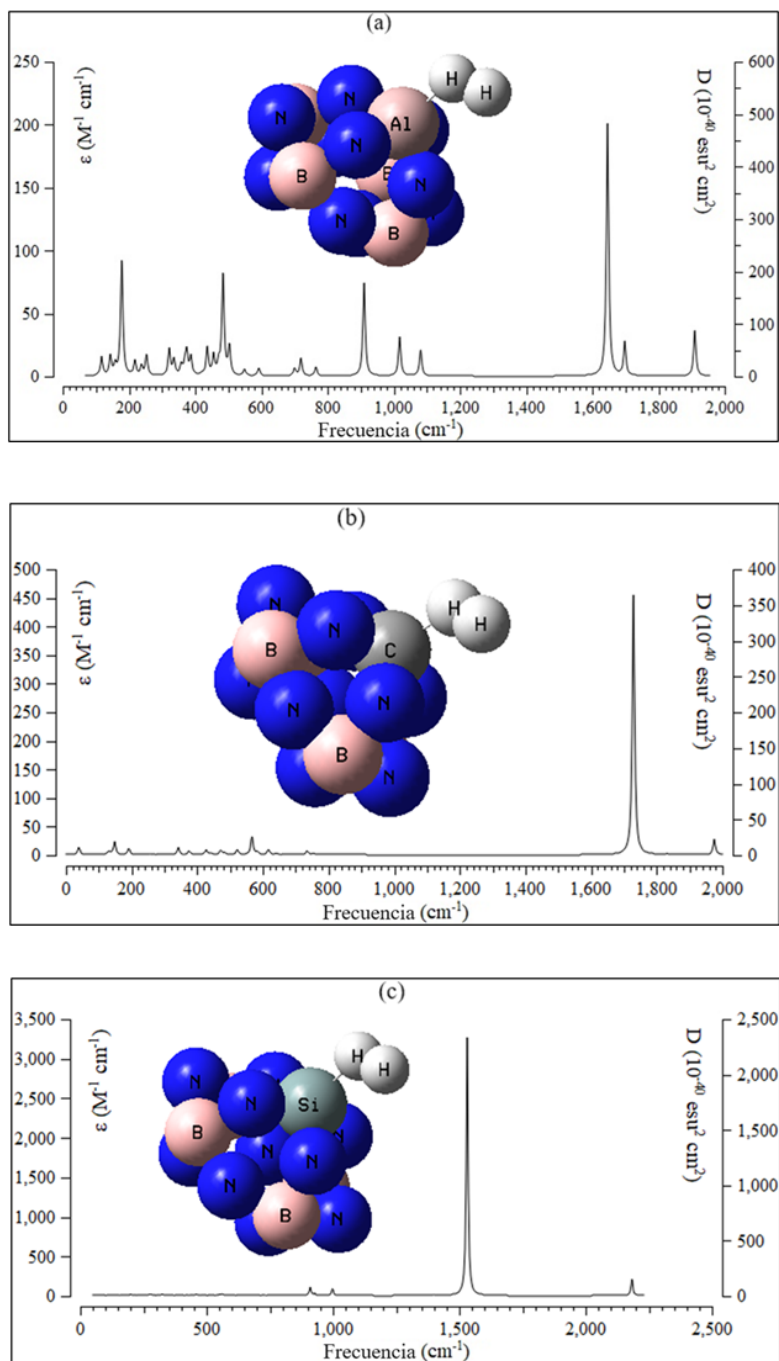 (a)
ε (M⁻¹ cm⁻¹)
D (10⁻⁴⁰ esu² cm²)
250
200
150
100
50
0
600
500
400
300
200
100
0
N
N
N
Al
H
H
B
B
N
N
B
0
200
400
600
800
1,000
1,200
1,400
1,600
1,800
2,000
Frecuencia (cm⁻¹)
(b)
ε (M⁻¹ cm⁻¹)
D (10⁻⁴⁰ esu² cm²)
500
450
400
350
300
250
200
150
100
50
0
400
350
300
250
200
150
100
50
0
N
N
H
H
B
C
N
N
B
N
0
200
400
600
800
1,000
1,200
1,400
1,600
1,800
2,000
Frecuencia (cm⁻¹)
(c)
ε (M⁻¹ cm⁻¹)
D (10⁻⁴⁰ esu² cm²)
3,500
3,000
2,500
2,000
1,500
1,000
500
0
2,500
2,000
1,500
1,000
500
0
N
N
Si
H
H
B
N
N
N
N
B
N
0
500
1,000
1,500
2,000
2,500
Frecuencia (cm⁻¹)